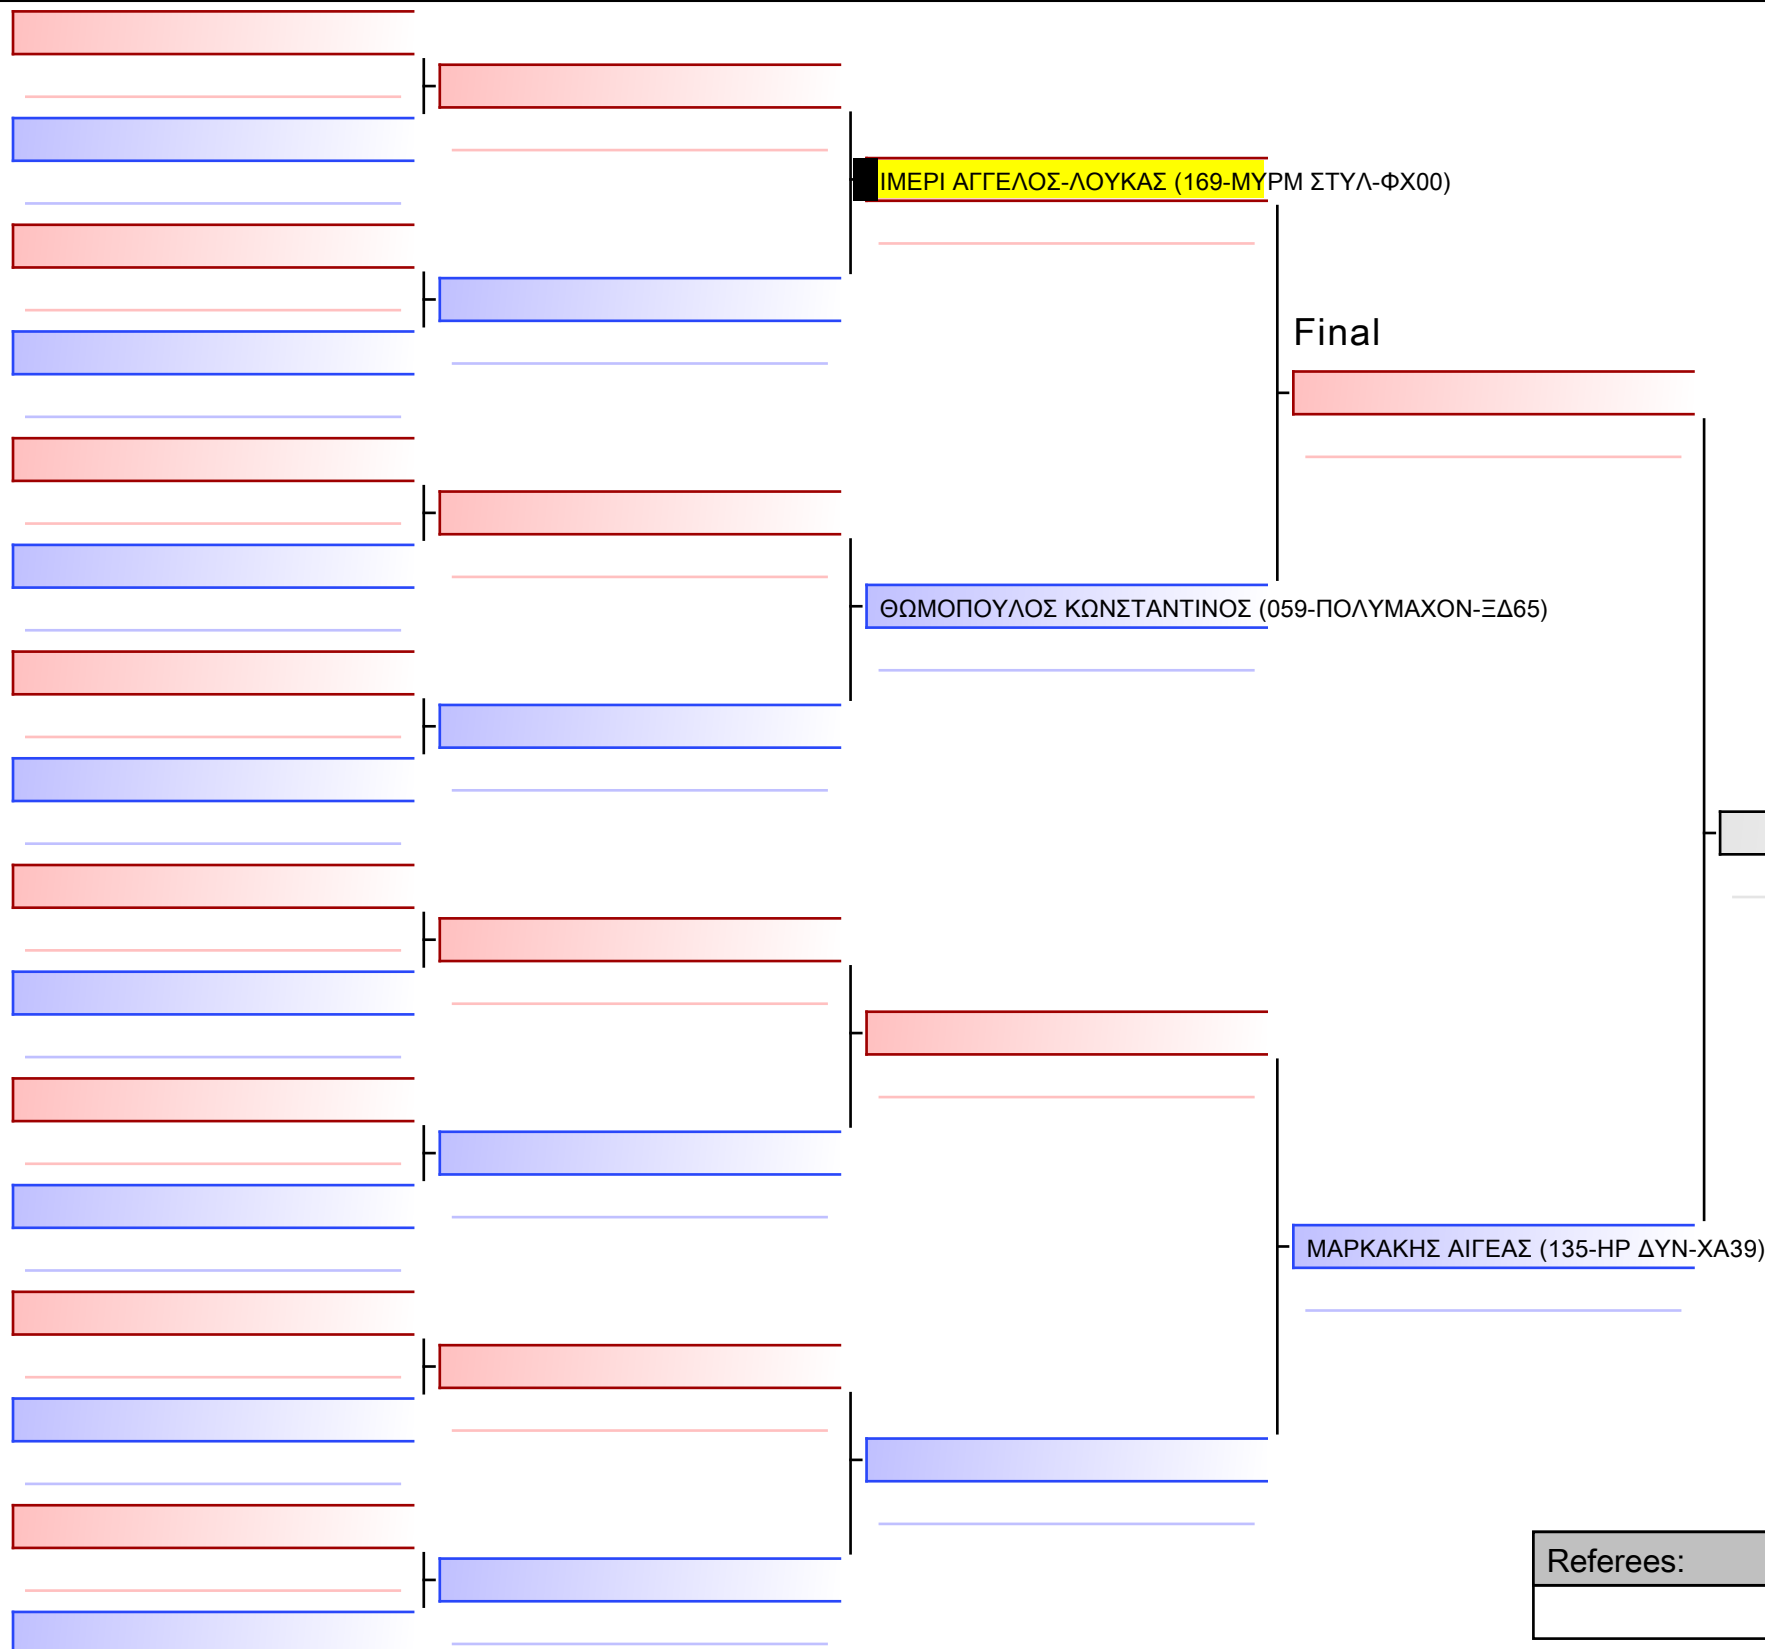 ΙΜΕΡΙ ΑΓΓΕΛΟΣ-ΛΟΥΚΑΣ (169-ΜΥΡΜ ΣΤΥΛ-ΦΧ00)
Final
ΘΩΜΟΠΟΥΛΟΣ ΚΩΝΣΤΑΝΤΙΝΟΣ (059-ΠΟΛΥΜΑΧΟΝ-ΞΔ65)
ΜΑΡΚΑΚΗΣ ΑΙΓΕΑΣ (135-ΗΡ ΔΥΝ-ΧΑ39)
Referees: